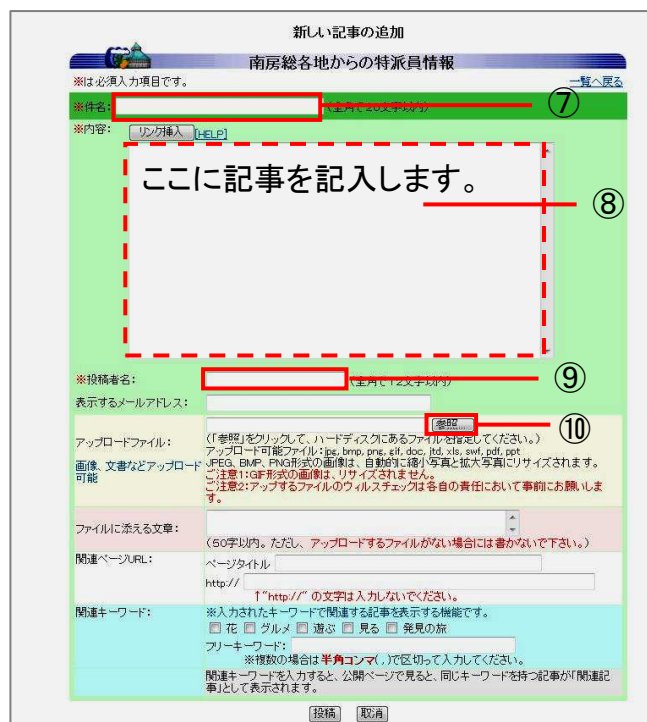 新しい記事の追加
南房総各地からの特派員情報
※は必須入力項目です。
一覧へ戻る
※件名:
(全角で20文字以内)
⑦
※内容:
リンク挿入 [HELP]
ここに記事を記入します。
⑧
※投稿者名:
(全角で12文字以内)
⑨
表示するメールアドレス:
参照...
⑩
アップロードファイル:
画像、文書などアップロード可能
(「参照」をクリックして、ハードディスクにあるファイルを指定してください。)
アップロード可能ファイル:jpg, bmp, png, gif, doc, jtd, xls, swf, pdf, ppt
JPEG、BMP、PNG形式の画像は、自動的に縮小写真と拡大写真にリサイズされます。
ご注意1:GIF形式の画像は、リサイズされません。
ご注意2:アップするファイルのウィルスチェックは各自の責任において事前にお願いしま
す。
ファイルに添える文章:
(50字以内。ただし、アップロードするファイルがない場合には書かないで下さい。)
関連ページURL:
ページタイトル
http://
↑"http://" の文字は入力しないでください。
関連キーワード:
※入力されたキーワードで関連する記事を表示する機能です。
花 グルメ 遊ぶ 見る 発見の旅
フリーキーワード:
※複数の場合は半角コンマ(,)で区切って入力してください。
関連キーワードを入力すると、公開ページで見ると、同じキーワードを持つ記事が「関連記
事」として表示されます。
投稿 取消